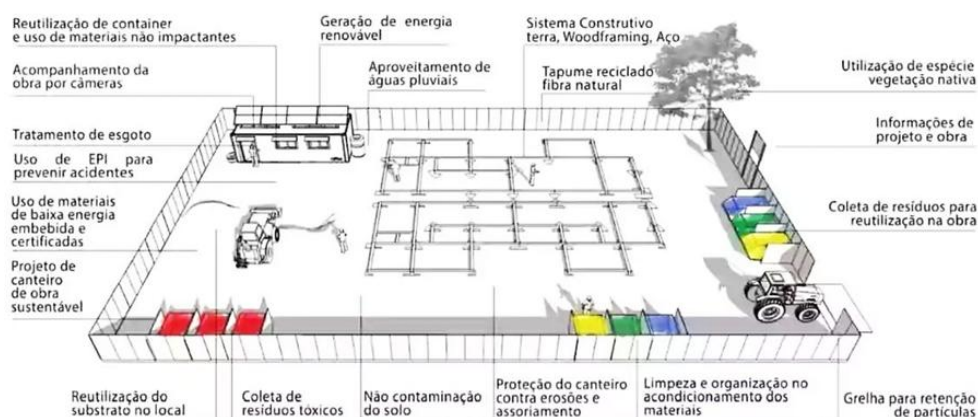 Reutilização de container
e uso de materiais não impactantes
Geração de energia
renovável
Sistema Construtivo
terra, Woodframing, Aço
Acompanhamento da
obra por câmeras
Aproveitamento de
águas pluviais
Tapume reciclado
fibra natural
Utilização de espécie
vegetação nativa
Tratamento de esgoto
Informações de
projeto e obra
Uso de EPI para
prevenir acidentes
Uso de materiais
de baixa energia
embebida e
certificadas
Coleta de resíduos para
reutilização na obra
Projeto de
canteiro
de obra
sustentável
Reutilização do
substrato no local
Coleta de
resíduos tóxicos
Não contaminação
do solo
Proteção do canteiro
contra erosões e
assoriamento
Limpeza e organização no
acondicionamento dos
materiais
Grelha para retenção
de partículas